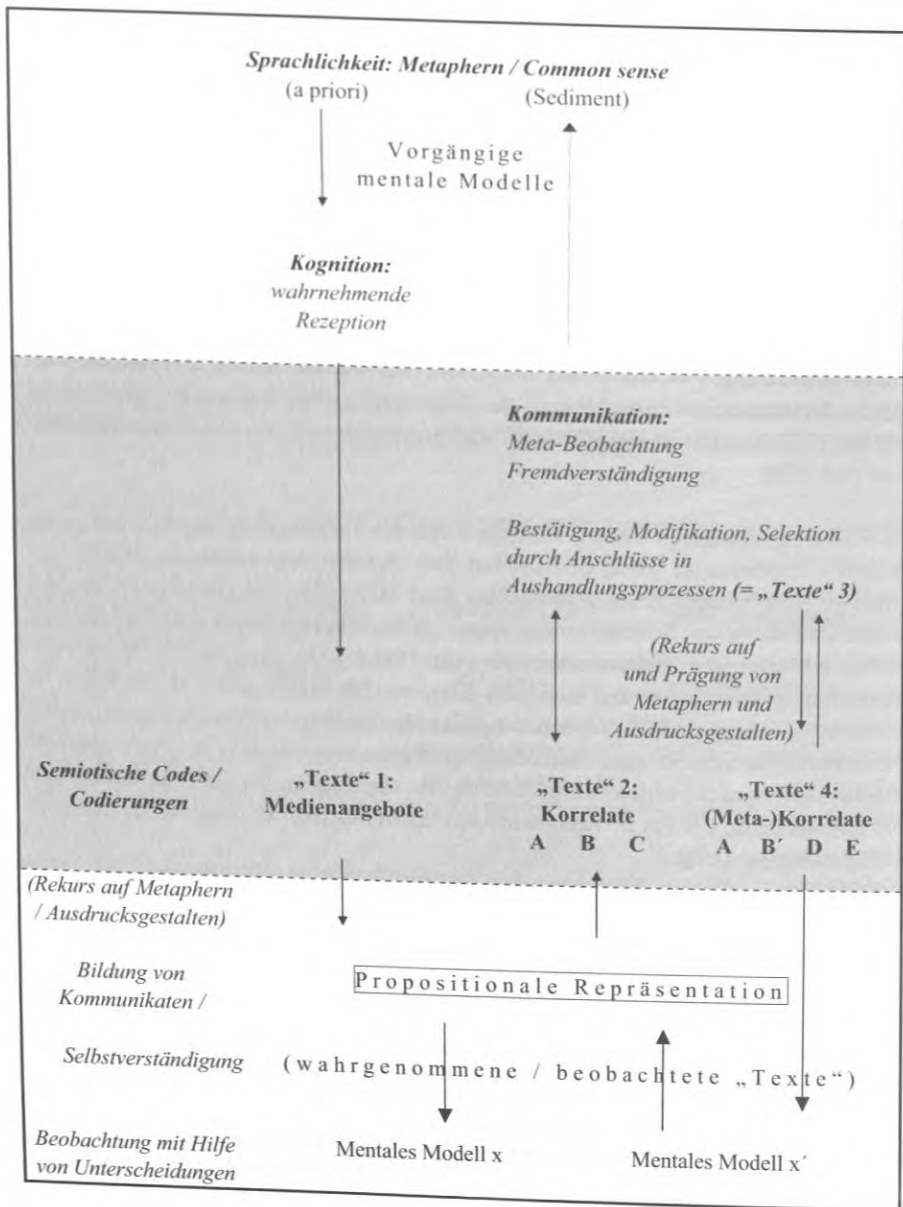 Sprachlichkeit: Metaphern / Common sense
(a priori) (Sediment)
Vorgängige
mentale Modelle
Kognition:
wahrnehmende
Rezeption
Kommunikation:
Meta-Beobachtung
Fremdverständigung
Bestätigung, Modifikation, Selektion
durch Anschlüsse in
Aushandlungsprozessen (= „Texte“ 3)
(Rekurs auf
und Prägung von
Metaphern und
Ausdrucksgestalten)
Semiotische Codes /
Codierungen
„Texte“ 1:
Medienangebote
„Texte“ 2:
Korrelate
A B C
„Texte“ 4:
(Meta-)Korrelate
A B´ D E
(Rekurs auf Metaphern
/ Ausdrucksgestalten)
Bildung von
Kommunikaten /
Propositionale Repräsentation
Selbstverständigung
(wahrgenommene / beobachtete „Texte“)
Beobachtung mit Hilfe
von Unterscheidungen
Mentales Modell x
Mentales Modell x´